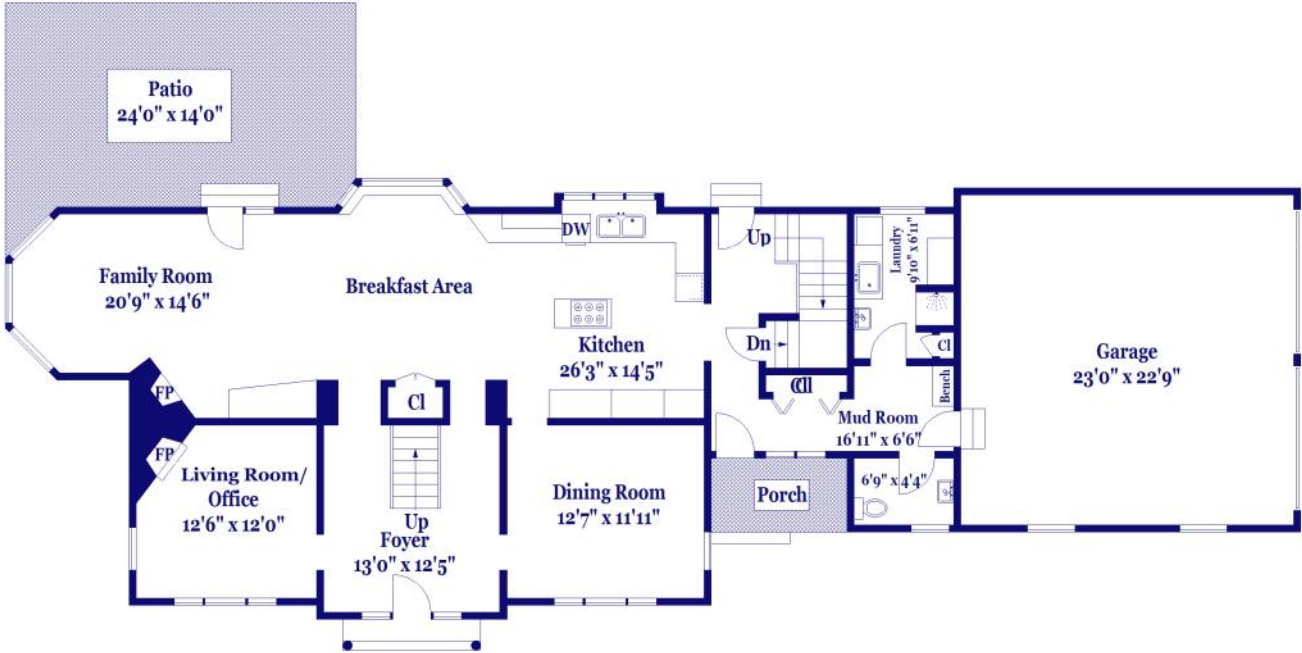 Patio
24'0" x 14'0"
Family Room
20'9" x 14'6"
Breakfast Area
DW
Kitchen
26'3" x 14'5"
Up
Dn
Laundry
9'10" x 6'11"
Cl
Garage
23'0" x 22'9"
FP
Cl
Bench
Mud Room
16'11" x 6'6"
FP
Living Room/
Office
12'6" x 12'0"
Up
Foyer
13'0" x 12'5"
Dining Room
12'7" x 11'11"
Porch
6'9" x 4'4"